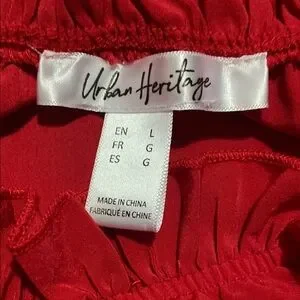 Urban Heritage
EN L
FR G
ES G
MADE IN CHINA
FABRIQUÉ EN CHINE